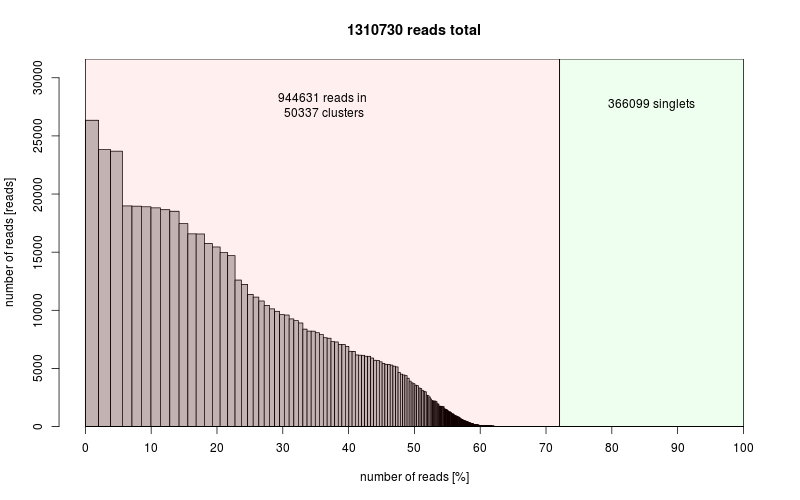 1310730 reads total
944631 reads in
50337 clusters
366099 singlets
number of reads [reads]
30000
25000
20000
15000
10000
5000
0
0 10 20 30 40 50 60 70 80 90 100
number of reads [%]